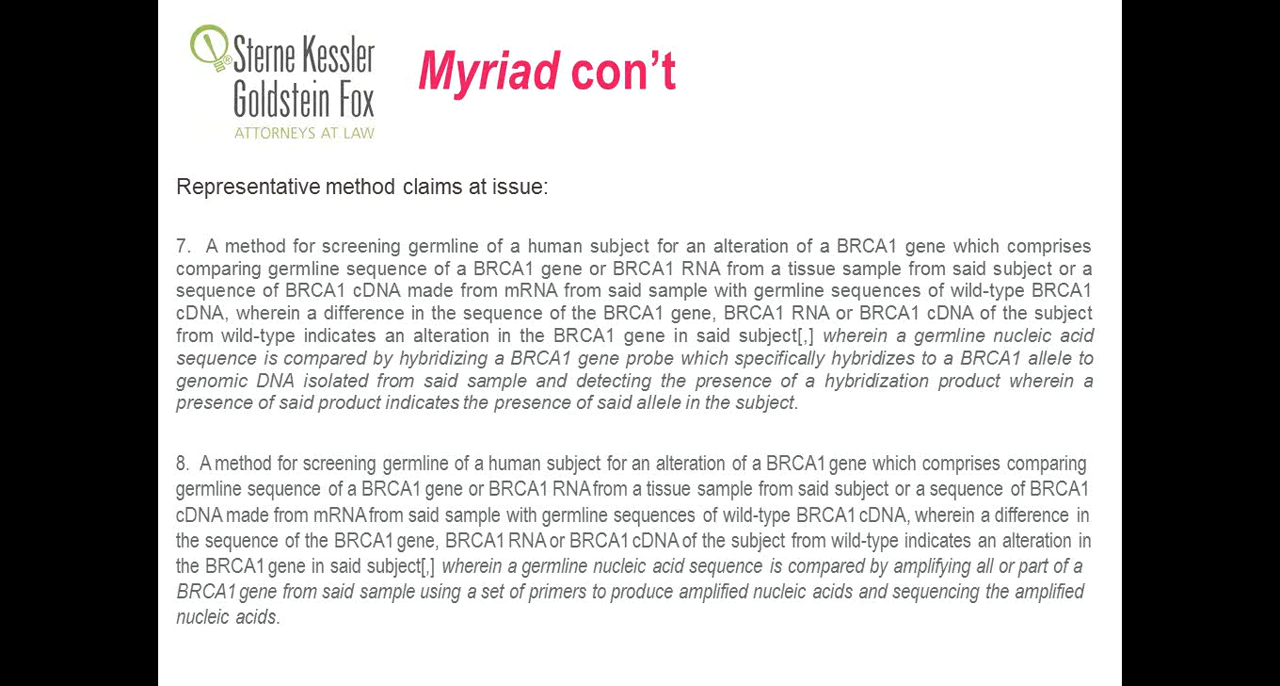 Sterne Kessler
Goldstein Fox
ATTORNEYS AT LAW
Myriad con’t
Representative method claims at issue:
7. A method for screening germline of a human subject for an alteration of a BRCA1 gene which comprises
comparing germline sequence of a BRCA1 gene or BRCA1 RNA from a tissue sample from said subject or a
sequence of BRCA1 cDNA made from mRNA from said sample with germline sequences of wild-type BRCA1
cDNA, wherein a difference in the sequence of the BRCA1 gene, BRCA1 RNA or BRCA1 cDNA of the subject
from wild-type indicates an alteration in the BRCA1 gene in said subject[,] wherein a germline nucleic acid
sequence is compared by hybridizing a BRCA1 gene probe which specifically hybridizes to a BRCA1 allele to
genomic DNA isolated from said sample and detecting the presence of a hybridization product wherein a
presence of said product indicates the presence of said allele in the subject.
8. A method for screening germline of a human subject for an alteration of a BRCA1 gene which comprises comparing
germline sequence of a BRCA1 gene or BRCA1 RNA from a tissue sample from said subject or a sequence of BRCA1
cDNA made from mRNA from said sample with germline sequences of wild-type BRCA1 cDNA, wherein a difference in
the sequence of the BRCA1 gene, BRCA1 RNA or BRCA1 cDNA of the subject from wild-type indicates an alteration in
the BRCA1 gene in said subject[,] wherein a germline nucleic acid sequence is compared by amplifying all or part of a
BRCA1 gene from said sample using a set of primers to produce amplified nucleic acids and sequencing the amplified
nucleic acids.